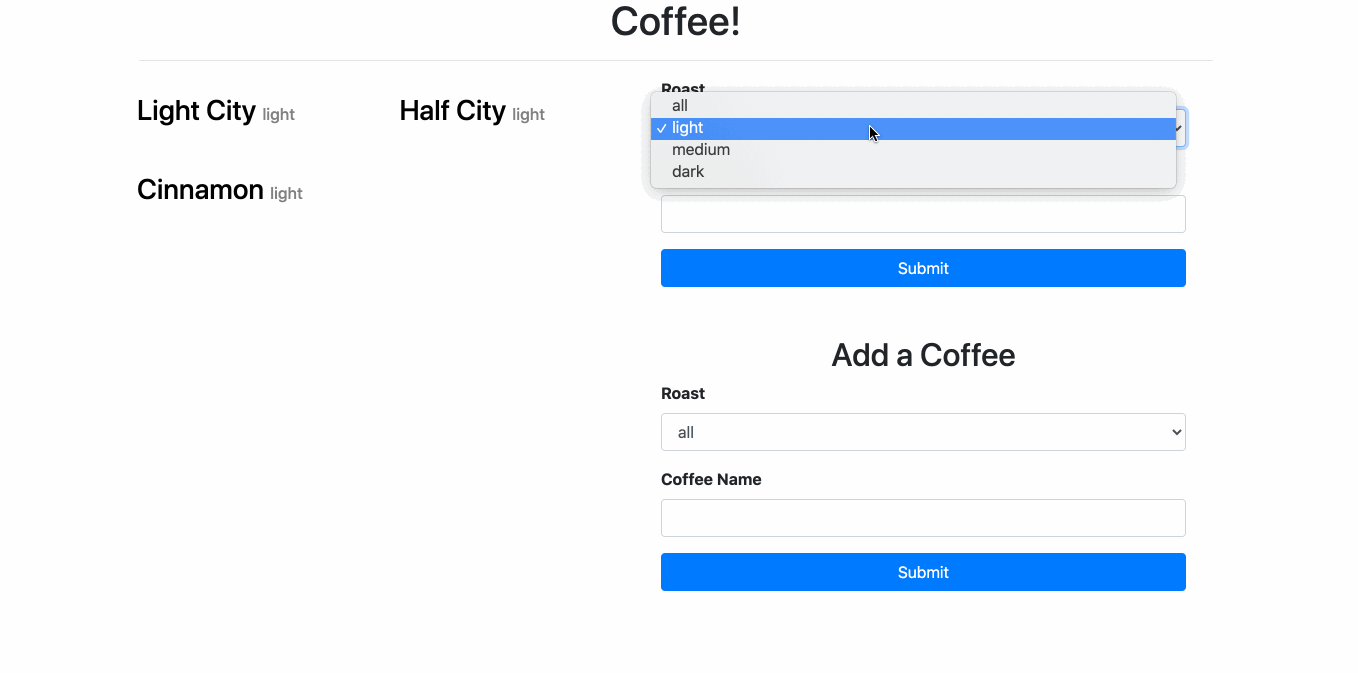 Coffee!
Light City light
Half City light
Cinnamon light
Roast
all
✓ light
medium
dark
Submit
Add a Coffee
Roast
all
Coffee Name
Submit